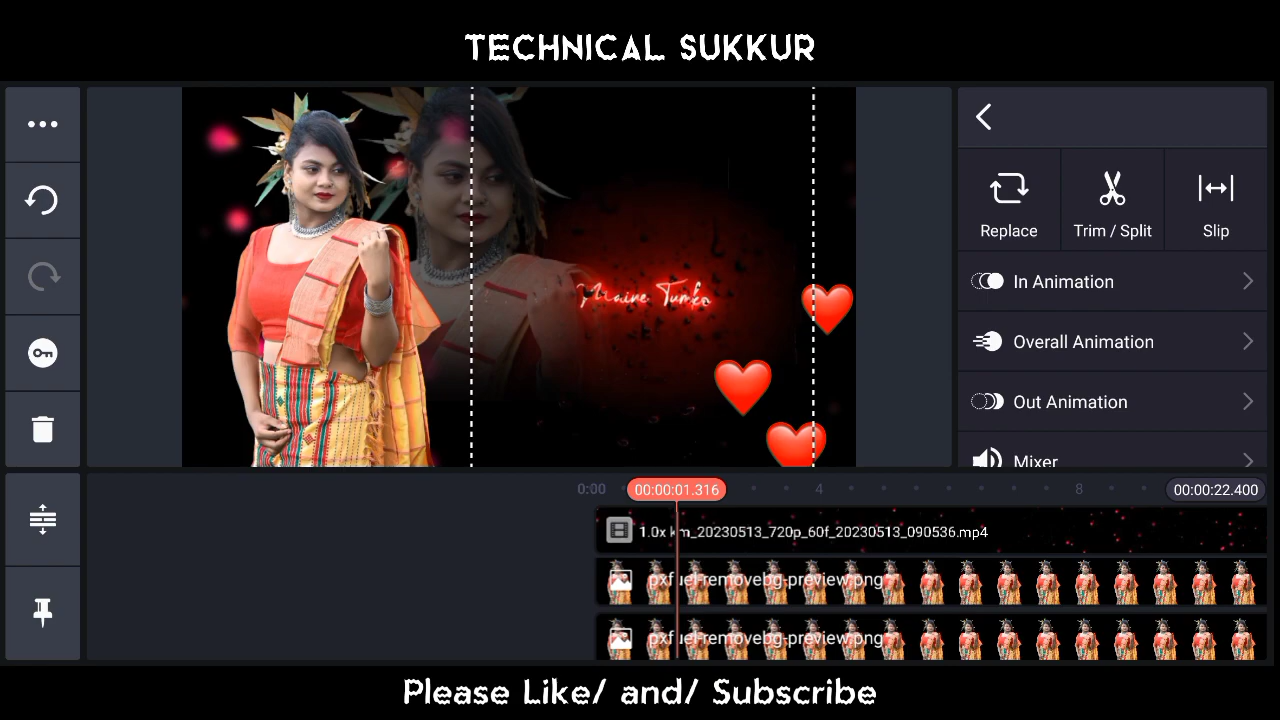 TECHNICAL SUKKUR
Replace
Trim / Split
Slip
In Animation
Overall Animation
Out Animation
Mixer
Maine Tumko
0:00
00:00:01.316
4
8
00:00:22.400
1.0x km_20230513_720p_60f_20230513_090536.mp4
pxfuel-removebg-preview.png
pxfuel-removebg-preview.png
Please Like/ and/ Subscribe